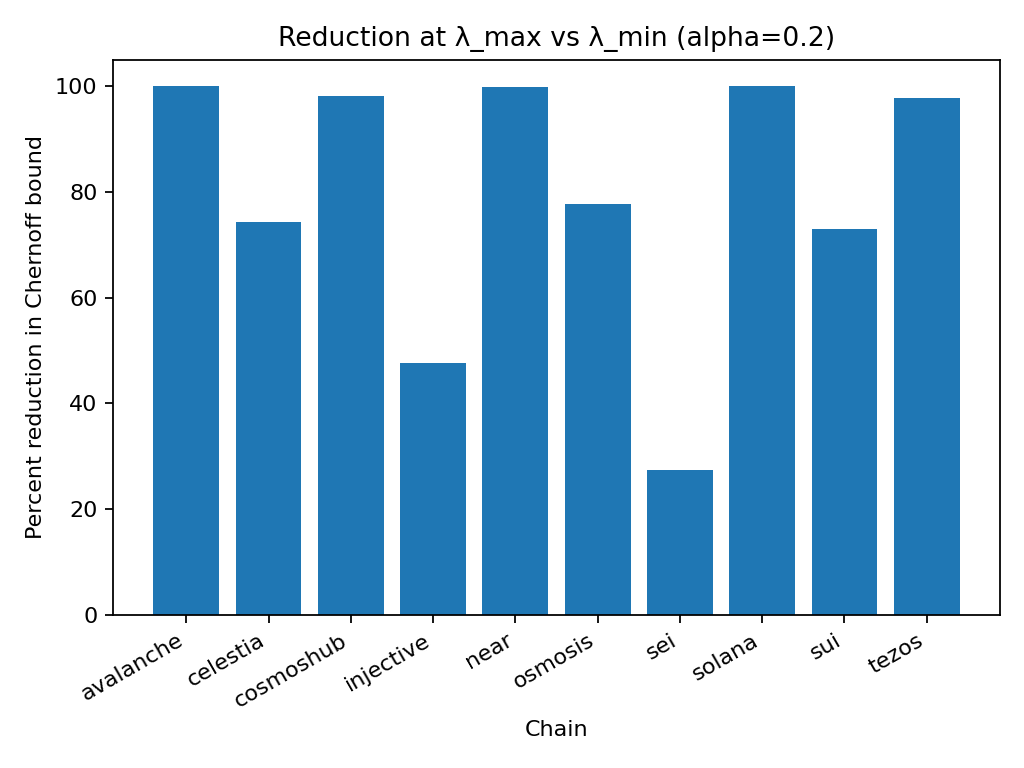 Reduction at λ_max vs λ_min (alpha=0.2)
Percent reduction in Chernoff bound
100
80
60
40
20
0
avalanche
celestia
cosmoshub
injective
near
osmosis
sei
solana
sui
tezos
Chain